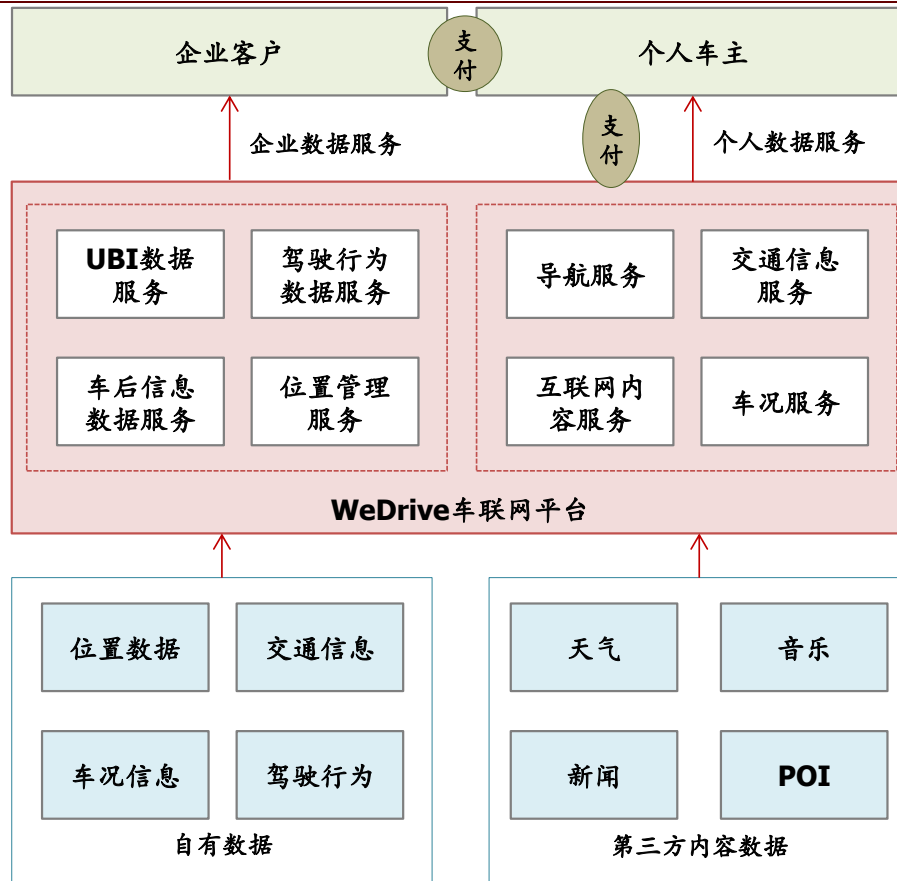 企业客户
支
付
个人车主
企业数据服务
支
付
个人数据服务
UBI数据
服务
驾驶行为
数据服务
导航服务
交通信息
服务
车后信息
数据服务
位置管理
服务
互联网内
容服务
车况服务
WeDrive车联网平台
位置数据
交通信息
天气
音乐
车况信息
驾驶行为
新闻
POI
自有数据
第三方内容数据